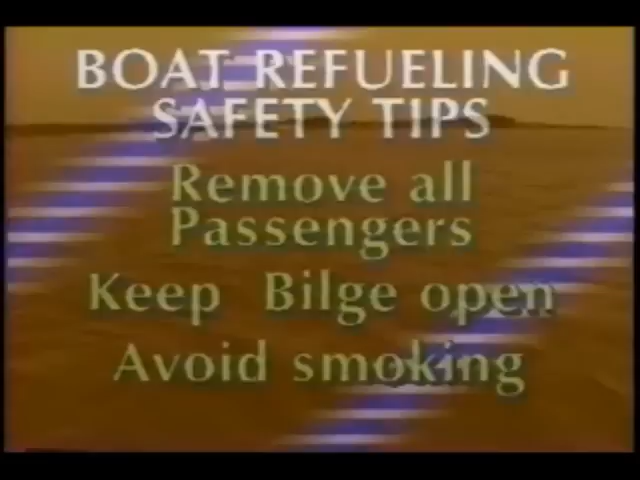 BOAT REFUELING
SAFETY TIPS
Remove all
Passengers
Keep Bilge open
Avoid smoking